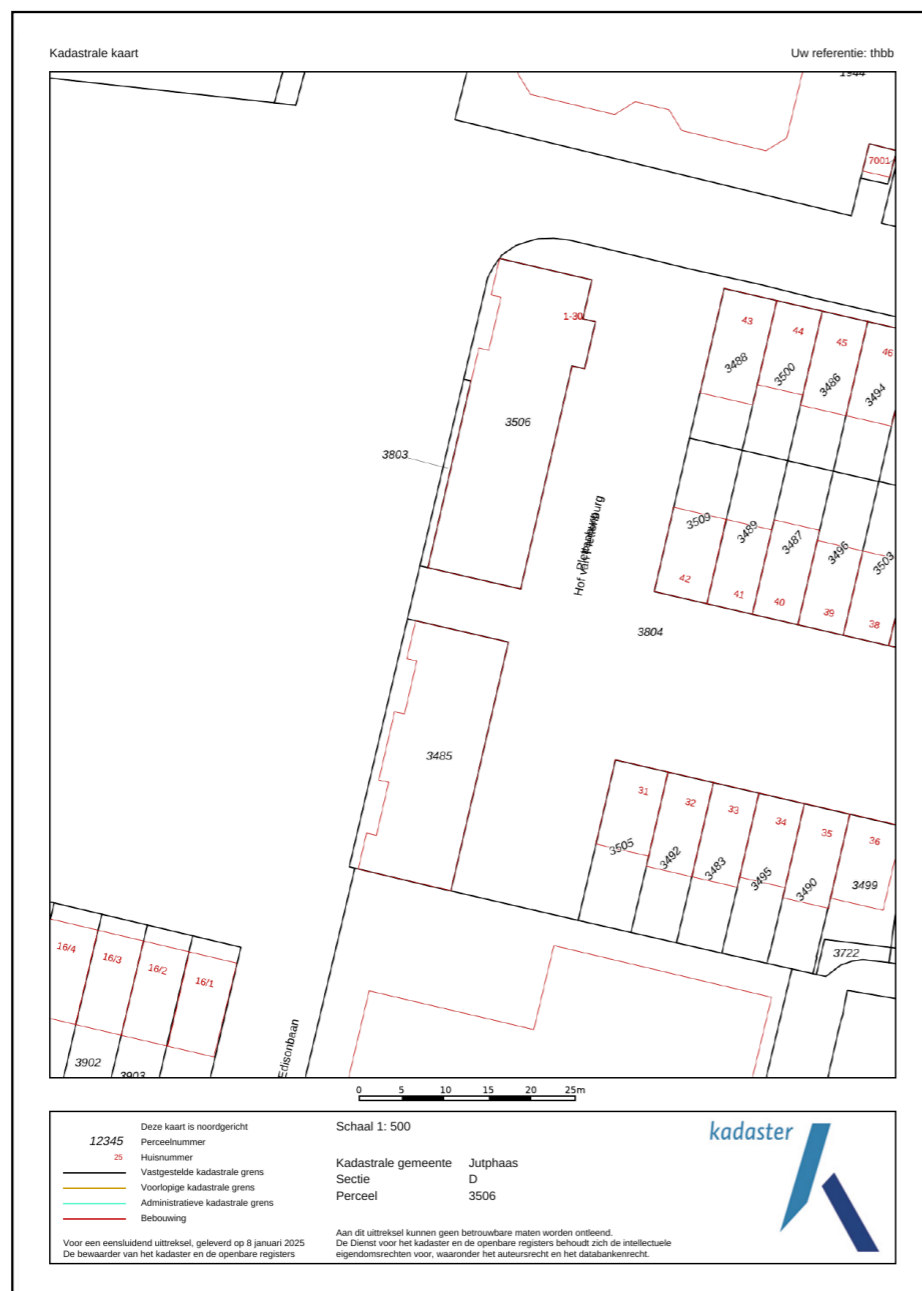 Kadastrale kaart
Uw referentie: thbb
1944
7001
1-30
43
44
45
46
3488
3500
3486
3494
3506
3803
Hof van Plettenburg
3509
3489
3487
3496
3503
42
41
40
39
38
3804
3485
31
32
33
34
35
36
3505
3492
3483
3495
3490
3499
3722
16/4
16/3
16/2
16/1
3902
3903
Edisonbaan
0 5 10 15 20 25m
Deze kaart is noordgericht
12345 Perceelnummer
25 Huisnummer
Vastgestelde kadastrale grens
Voorlopige kadastrale grens
Administratieve kadastrale grens
Bebouwing
Voor een eensluidend uittreksel, geleverd op 8 januari 2025
De bewaarder van het kadaster en de openbare registers
Schaal 1: 500
Kadastrale gemeente Jutphaas
Sectie D
Perceel 3506
Aan dit uittreksel kunnen geen betrouwbare maten worden ontleend.
De Dienst voor het kadaster en de openbare registers behoudt zich de intellectuele
eigendomsrechten voor, waaronder het auteursrecht en het databankenrecht.
kadaster